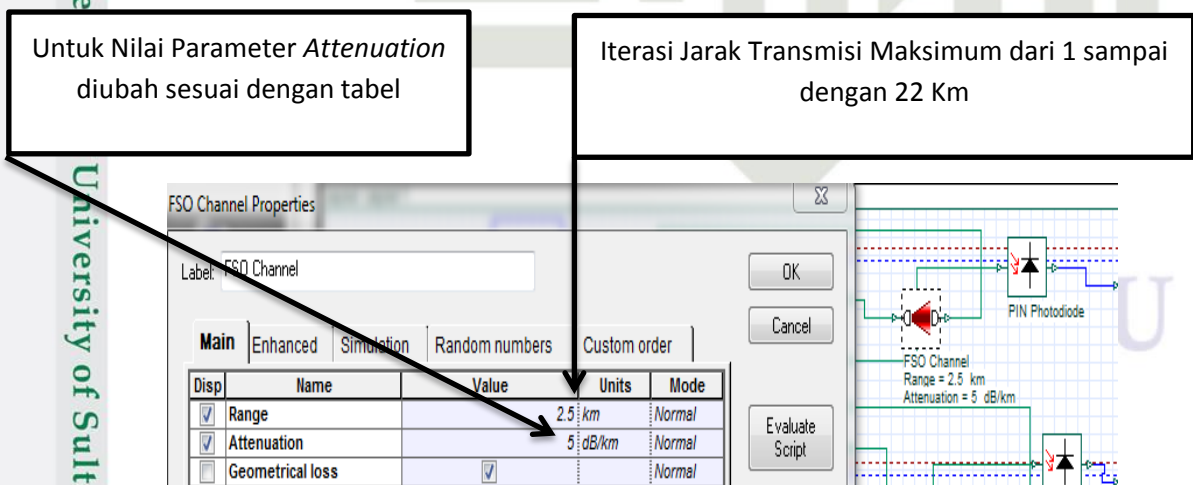 Untuk Nilai Parameter Attenuation
diubah sesuai dengan tabel
Iterasi Jarak Transmisi Maksimum dari 1 sampai
dengan 22 Km
University of Sult
FSO Channel Properties
Label: FSO Channel
OK
Cancel
Main Enhanced Simulation Random numbers Custom order
Disp Name Value Units Mode
Range 2.5 km Normal
Attenuation 5 dB/km Normal
Geometrical loss Normal
Evaluate
Script
PIN Photodiode
FSO Channel
Range = 2.5 km
Attenuation = 5 dB/km
U